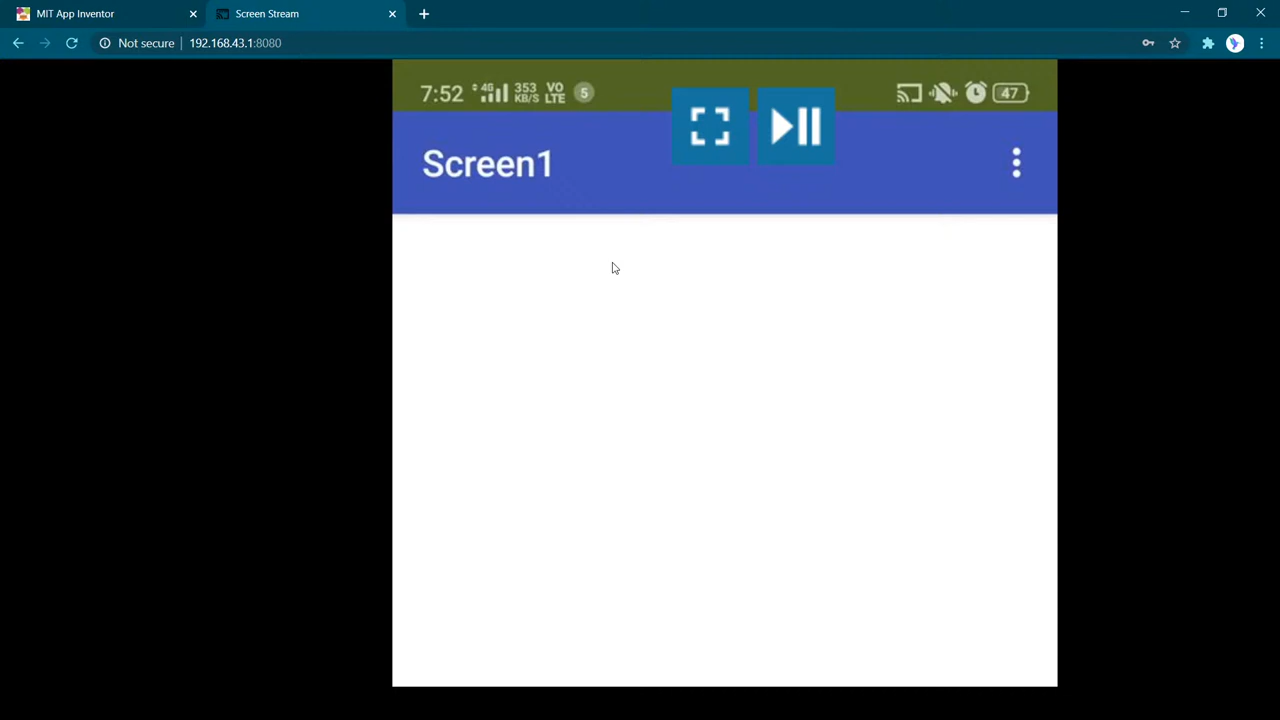 MIT App Inventor
Screen Stream
Not secure
192.168.43.1:8080
7:52 4G 353 KB/S VO LTE 5
47
Screen1